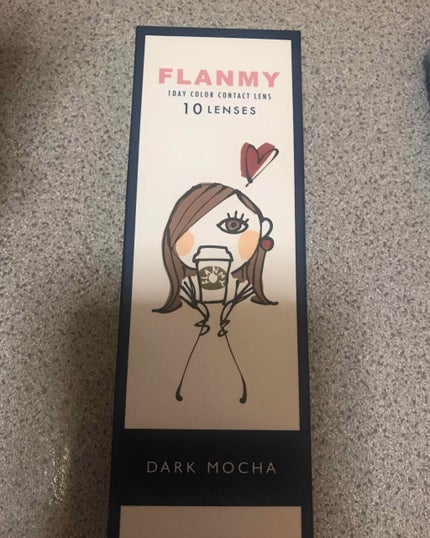 FLANMY
1DAY COLOR CONTACT LENS
10 LENSES
DARK MOCHA